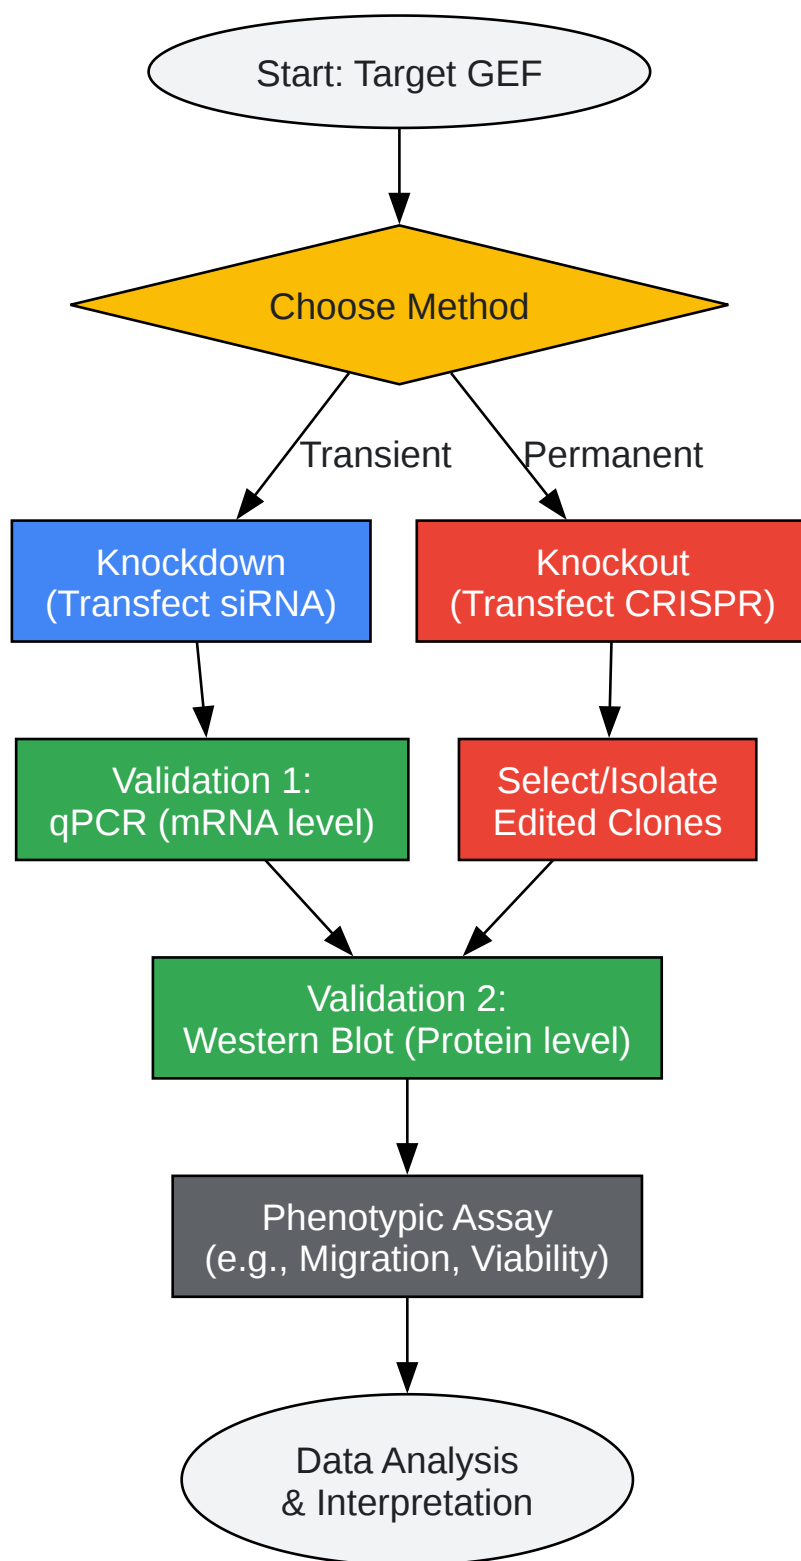 Start: Target GEF
Choose Method
Transient
Permanent
Knockdown
(Transfect siRNA)
Knockout
(Transfect CRISPR)
Validation 1:
qPCR (mRNA level)
Select/Isolate
Edited Clones
Validation 2:
Western Blot (Protein level)
Phenotypic Assay
(e.g., Migration, Viability)
Data Analysis
& Interpretation